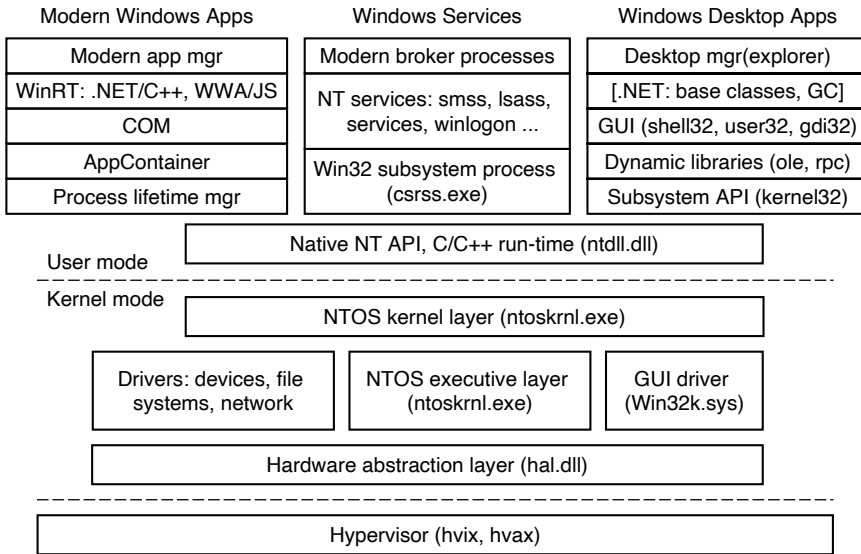 Modern Windows Apps
Modern app mgr
WinRT: .NET/C++, WWA/JS
COM
AppContainer
Process lifetime mgr
Windows Services
Modern broker processes
NT services: smss, lsass,
services, winlogon ...
Win32 subsystem process
(csrss.exe)
Windows Desktop Apps
Desktop mgr(explorer)
[.NET: base classes, GC]
GUI (shell32, user32, gdi32)
Dynamic libraries (ole, rpc)
Subsystem API (kernel32)
Native NT API, C/C++ run-time (ntdll.dll)
User mode
Kernel mode
NTOS kernel layer (ntoskrnl.exe)
Drivers: devices, file
systems, network
NTOS executive layer
(ntoskrnl.exe)
GUI driver
(Win32k.sys)
Hardware abstraction layer (hal.dll)
Hypervisor (hvix, hvax)